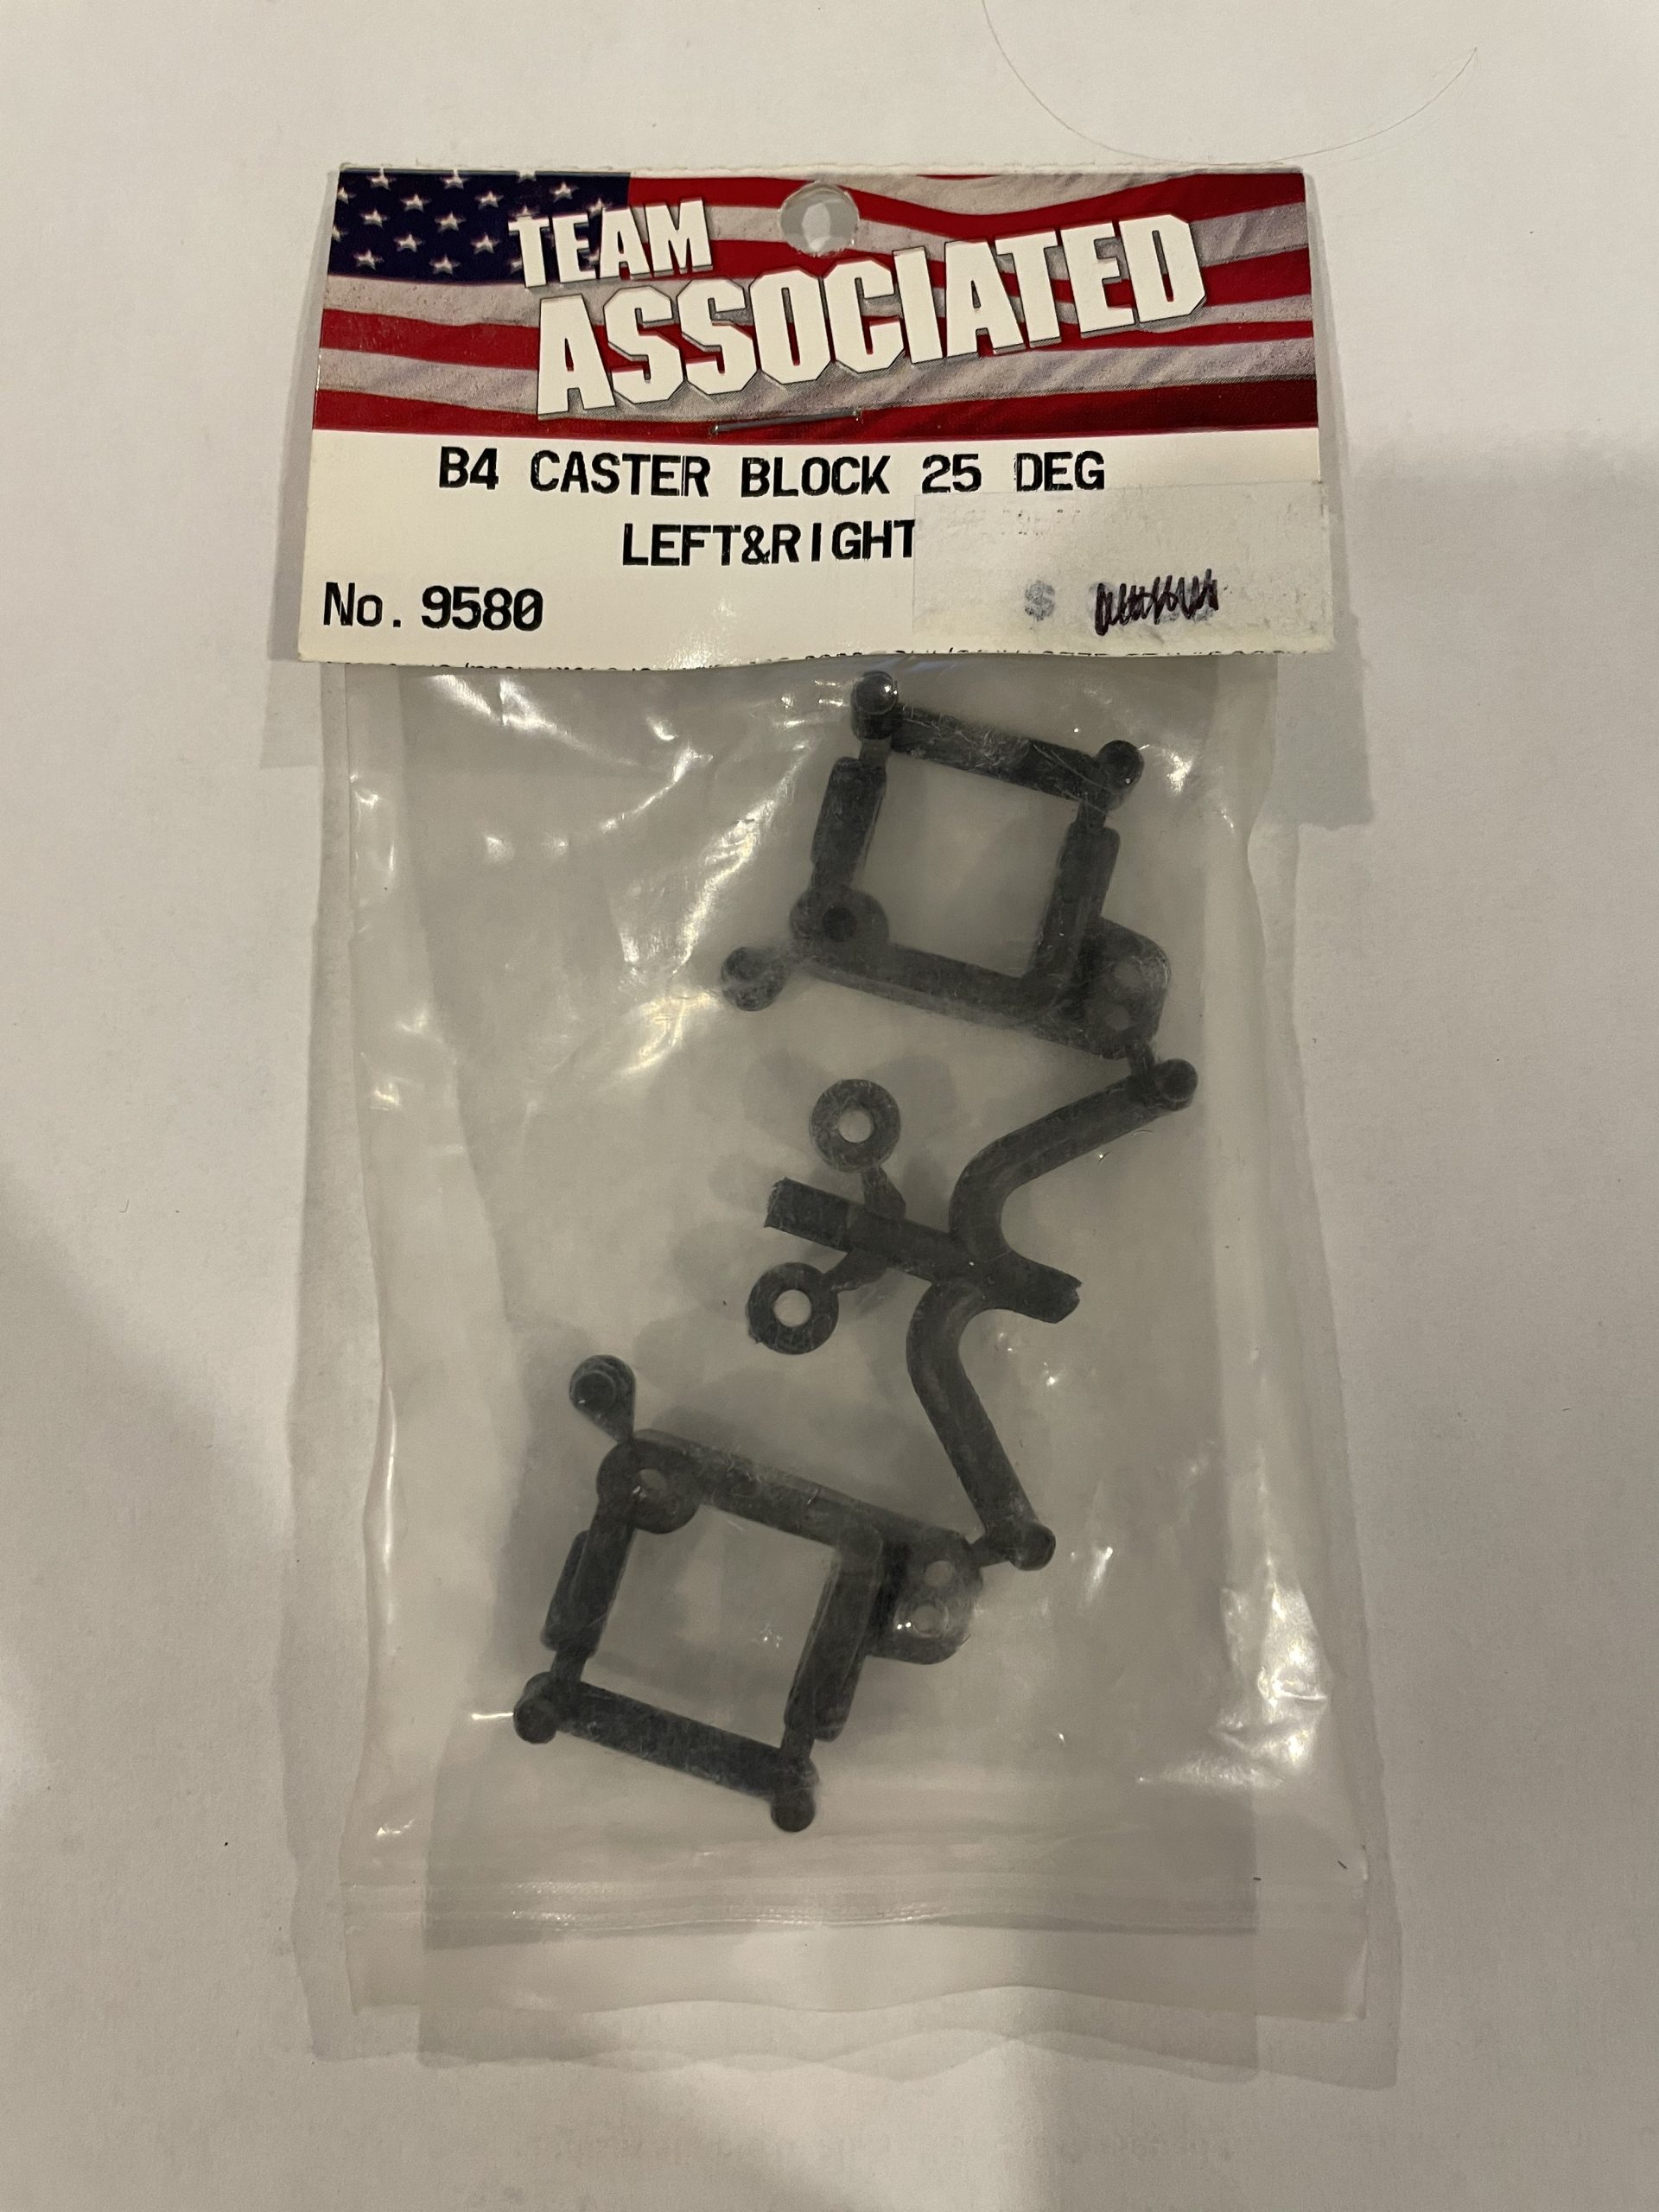 TEAM
ASSOCIATED
B4 CASTER BLOCK 25 DEG
LEFT&RIGHT
No. 9580
$